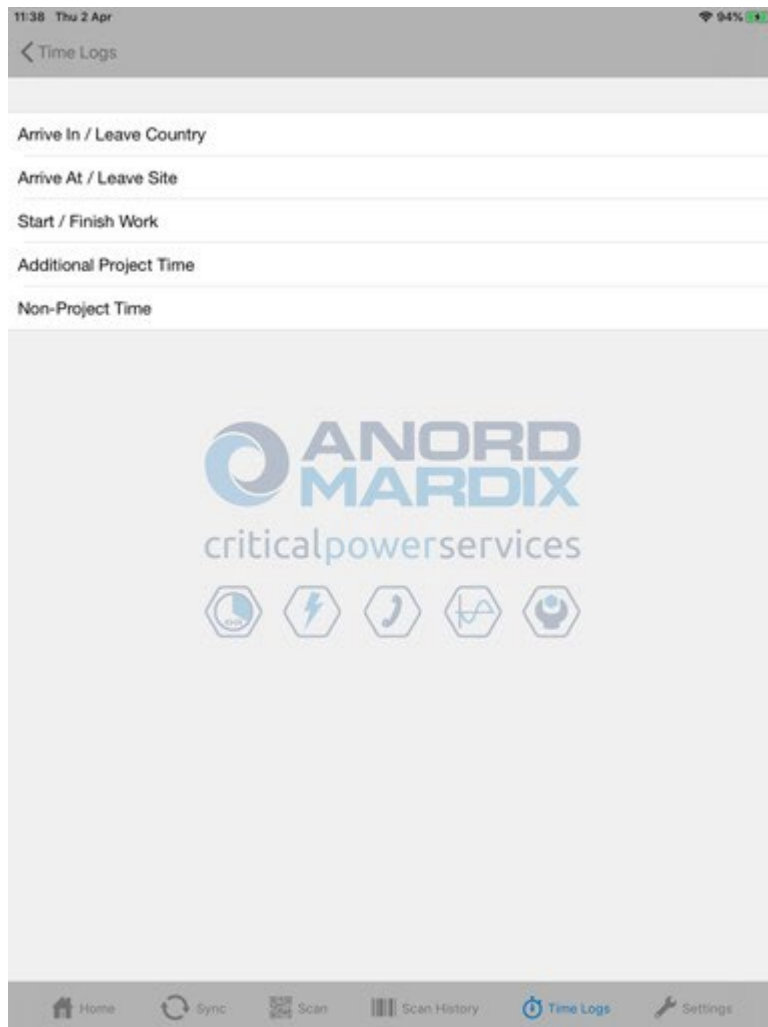 11:38 Thu 2 Apr 94%
Time Logs
Arrive In / Leave Country
Arrive At / Leave Site
Start / Finish Work
Additional Project Time
Non-Project Time
ANORD
MARDIX
criticalpowerservices
Home Sync Scan Scan History Time Logs Settings